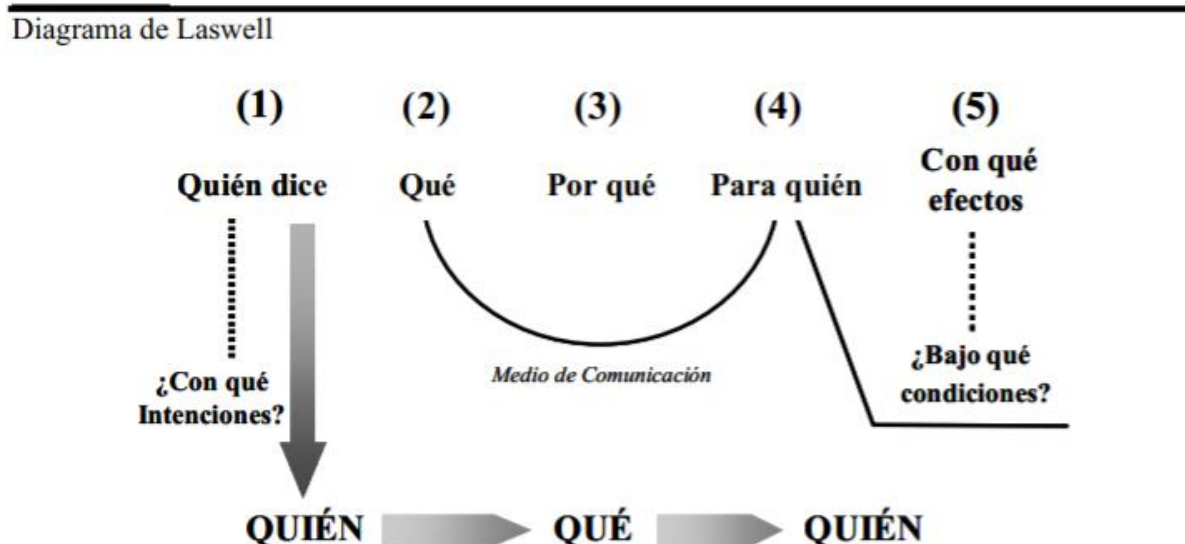 Diagrama de Laswell
(1) (2) (3) (4) (5)
Quién dice Qué Por qué Para quién Con qué
efectos
¿Con qué
Intenciones?
Medio de Comunicación
¿Bajo qué
condiciones?
QUIÉN QUÉ QUIÉN